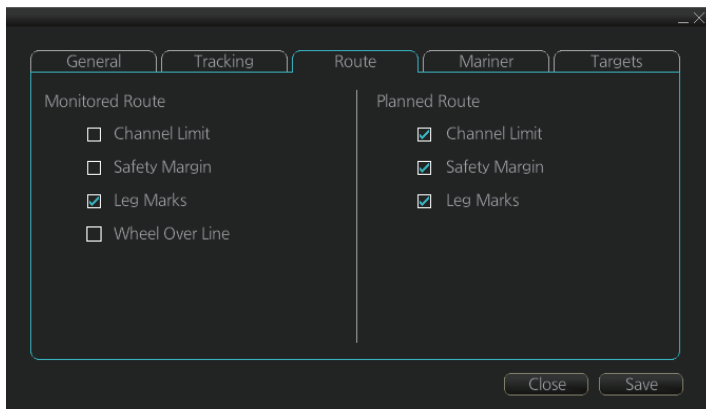 General
Tracking
Route
Mariner
Targets
Monitored Route
Channel Limit
Safety Margin
Leg Marks
Wheel Over Line
Planned Route
Channel Limit
Safety Margin
Leg Marks
Close
Save